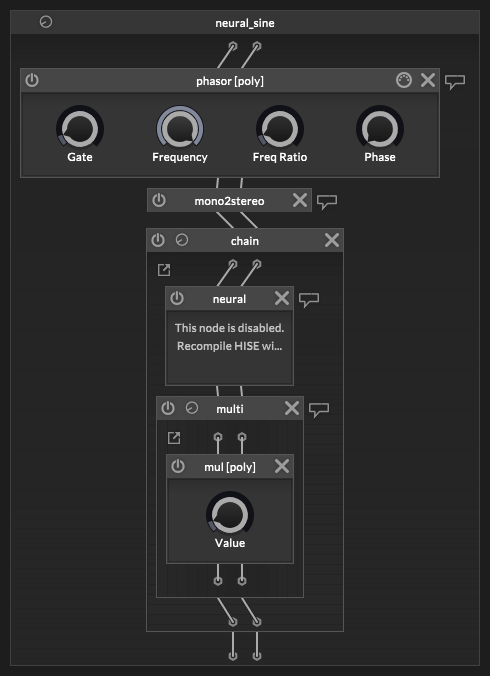 neural_sine
phasor [poly]
Gate
Frequency
Freq Ratio
Phase
mono2stereo
chain
neural
This node is disabled.
Recompile HISE wi...
multi
mul [poly]
Value